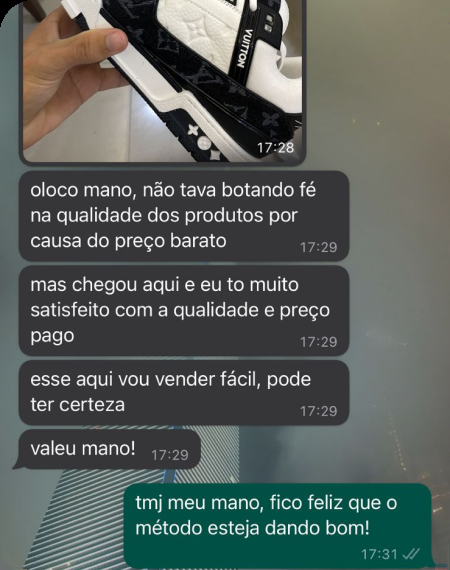 VUITTON
17:28
oloco mano, não tava botando fé
na qualidade dos produtos por
causa do preço barato
17:29
mas chegou aqui e eu to muito
satisfeito com a qualidade e preço
pago
17:29
esse aqui vou vender fácil, pode
ter certeza
17:29
valeu mano!
17:29
tmj meu mano, fico feliz que o
método esteja dando bom!
17:31